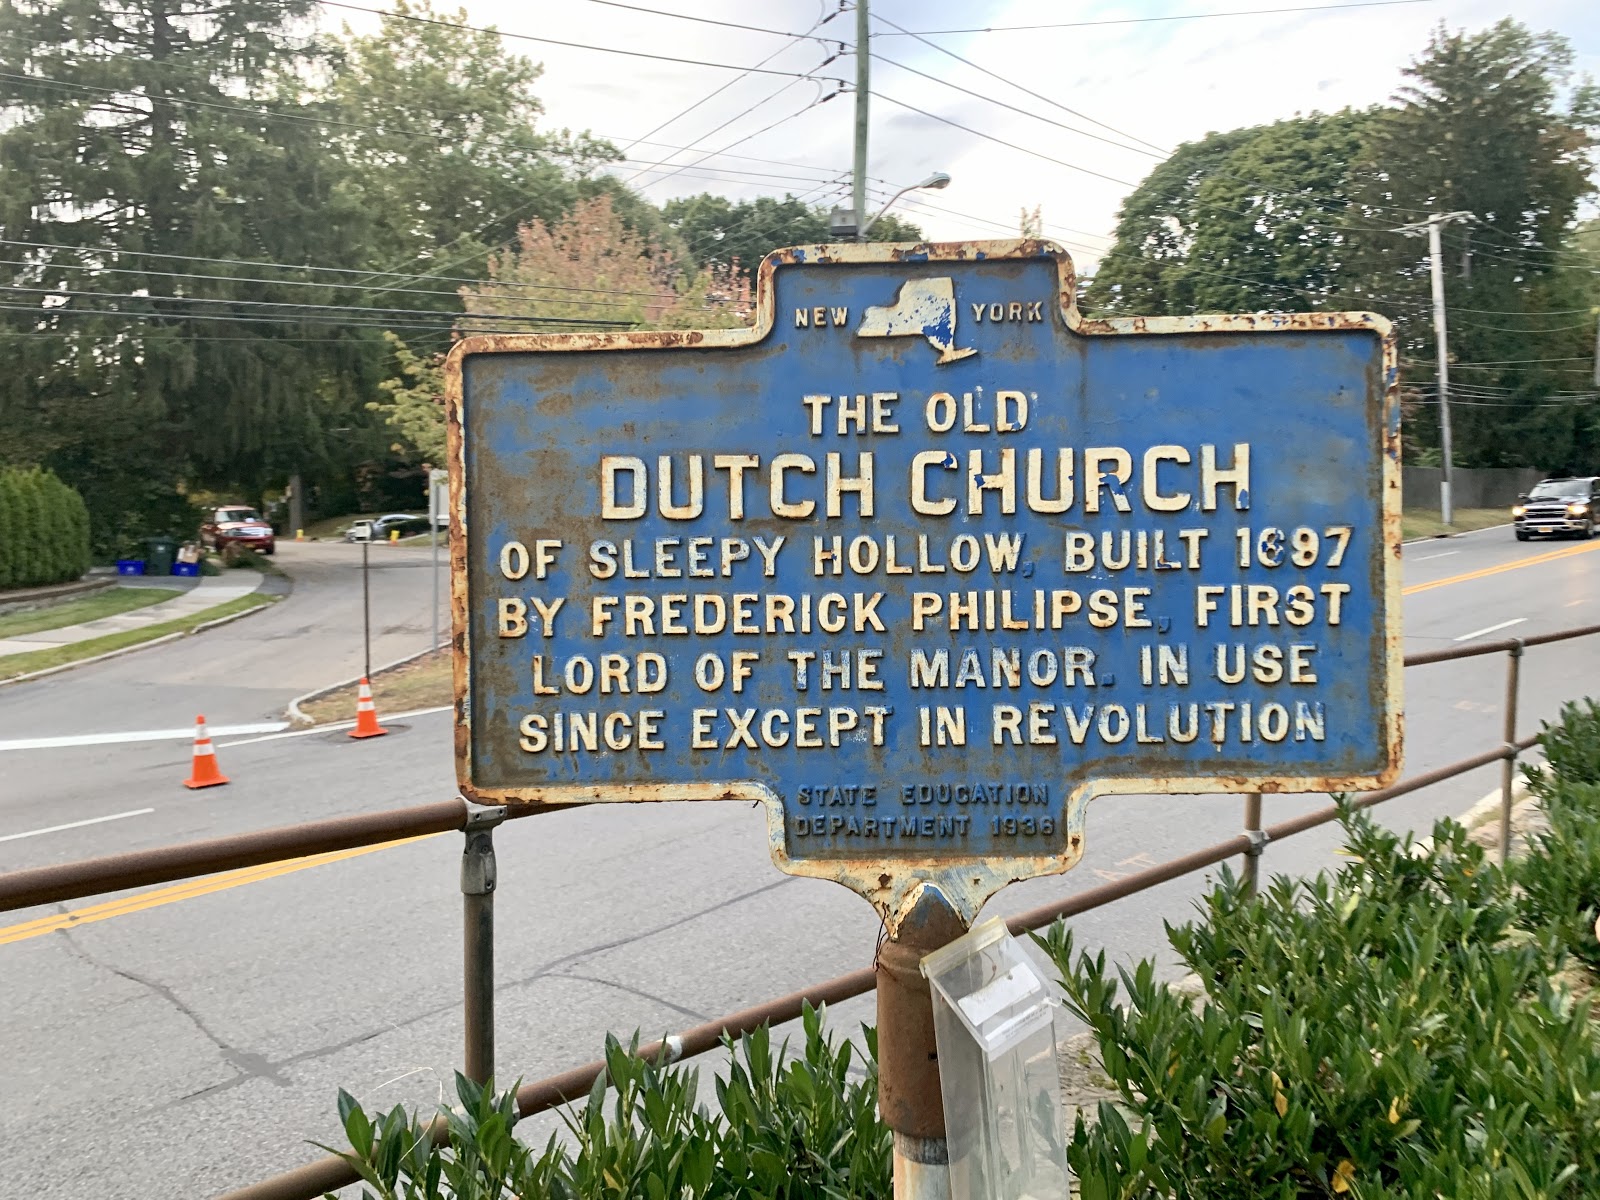 NEW YORK
THE OLD
DUTCH CHURCH
OF SLEEPY HOLLOW, BUILT 1697
BY FREDERICK PHILIPSE, FIRST
LORD OF THE MANOR. IN USE
SINCE EXCEPT IN REVOLUTION
STATE EDUCATION
DEPARTMENT 1936